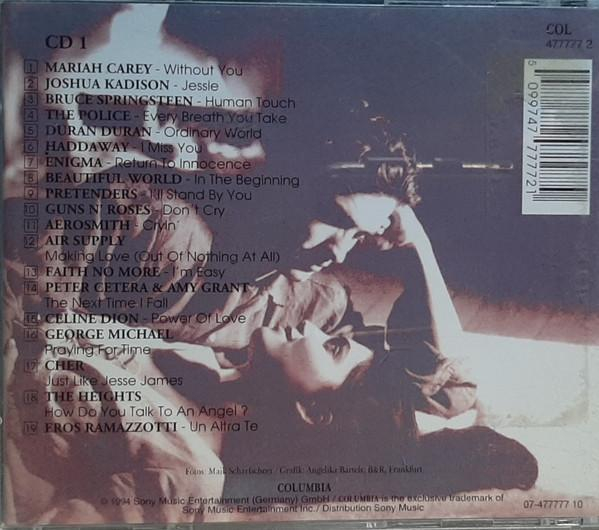 CD 1
COL
477777 2
5 099747 777721
1 MARIAH CAREY - Without You
2 JOSHUA KADISON - Jessie
3 BRUCE SPRINGSTEEN - Human Touch
4 THE POLICE - Every Breath You Take
5 DURAN DURAN - Ordinary World
6 HADDAWAY - I Miss You
7 ENIGMA - Return To Innocence
8 BEAUTIFUL WORLD - In The Beginning
9 PRETENDERS - I'll Stand By You
10 GUNS N' ROSES - Don't Cry
11 AEROSMITH - Cryin'
12 AIR SUPPLY
Making Love (Out Of Nothing At All)
13 FAITH NO MORE - I'm Easy
14 PETER CETERA & AMY GRANT
The Next Time I Fall
15 CELINE DION - Power Of Love
16 GEORGE MICHAEL
Praying For Time
17 CHER
Just Like Jesse James
18 THE HEIGHTS
How Do You Talk To An Angel ?
19 EROS RAMAZZOTTI - Un Altra Te
Fotos: Maik Scharfscheer / Grafik: Angelika Bartels, B&R, Frankfurt
COLUMBIA
© 1994 Sony Music Entertainment (Germany) GmbH / COLUMBIA is the exclusive trademark of
Sony Music Entertainment Inc. / Distribution Sony Music
07-477777 10